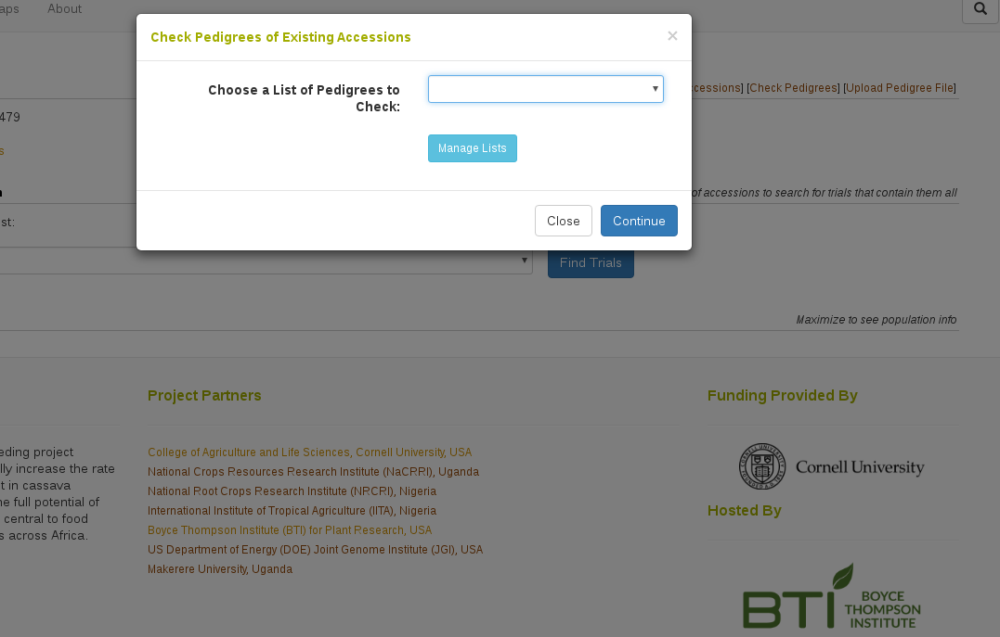 aps About
Check Pedigrees of Existing Accessions ×
Choose a List of Pedigrees to
Check:
Manage Lists
Close Continue
ccessions] [Check Pedigrees] [Upload Pedigree File]
479
s
n
of accessions to search for trials that contain them all
st:
Find Trials
Maximize to see population info
eding project
lly increase the rate
t in cassava
he full potential of
central to food
s across Africa.
Project Partners
College of Agriculture and Life Sciences, Cornell University, USA
National Crops Resources Research Institute (NaCRRI), Uganda
National Root Crops Research Institute (NRCRI), Nigeria
International Institute of Tropical Agriculture (IITA), Nigeria
Boyce Thompson Institute (BTI) for Plant Research, USA
US Department of Energy (DOE) Joint Genome Institute (JGI), USA
Makerere University, Uganda
Funding Provided By
Cornell University
Hosted By
BTI BOYCE
THOMPSON
INSTITUTE